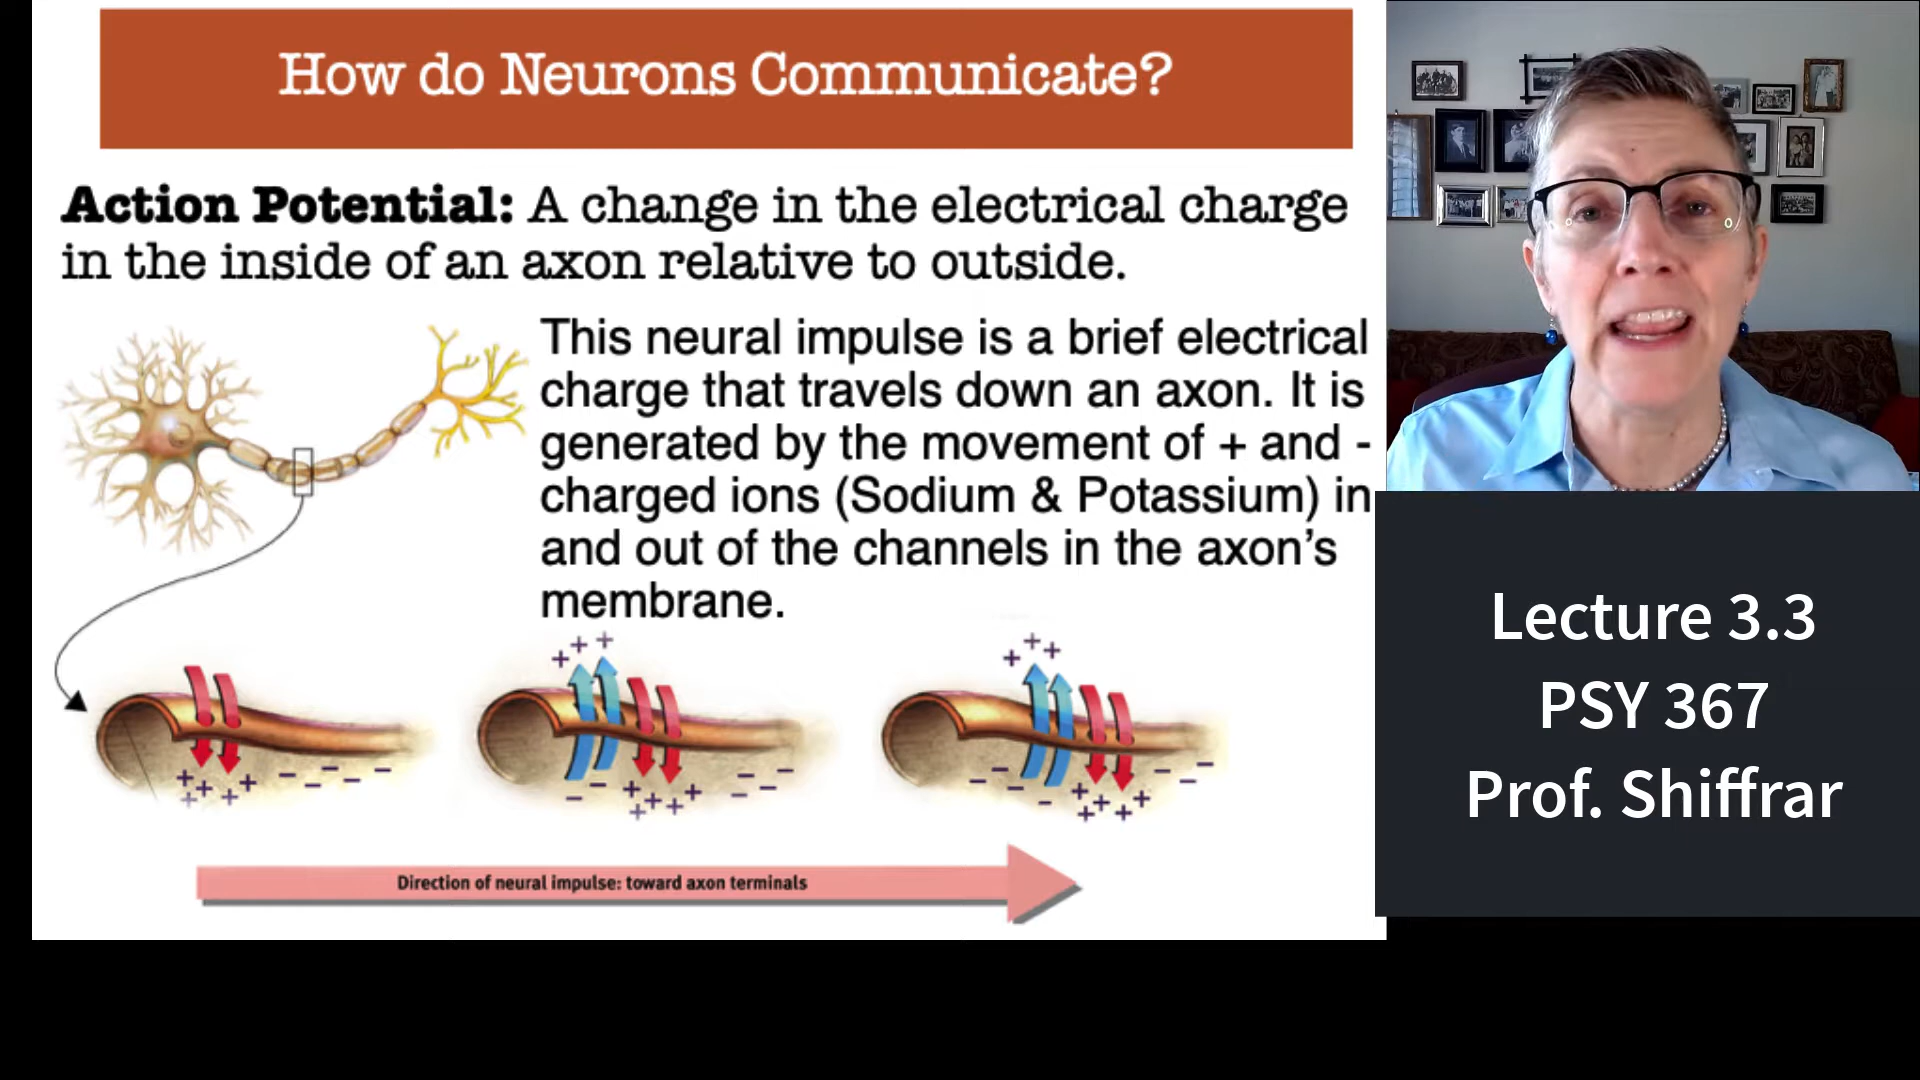 How do Neurons Communicate?
Action Potential: A change in the electrical charge
in the inside of an axon relative to outside.
This neural impulse is a brief electrical
charge that travels down an axon. It is
generated by the movement of + and -
charged ions (Sodium & Potassium) in
and out of the channels in the axon’s
membrane.
Direction of neural impulse: toward axon terminals
Lecture 3.3
PSY 367
Prof. Shiffrar